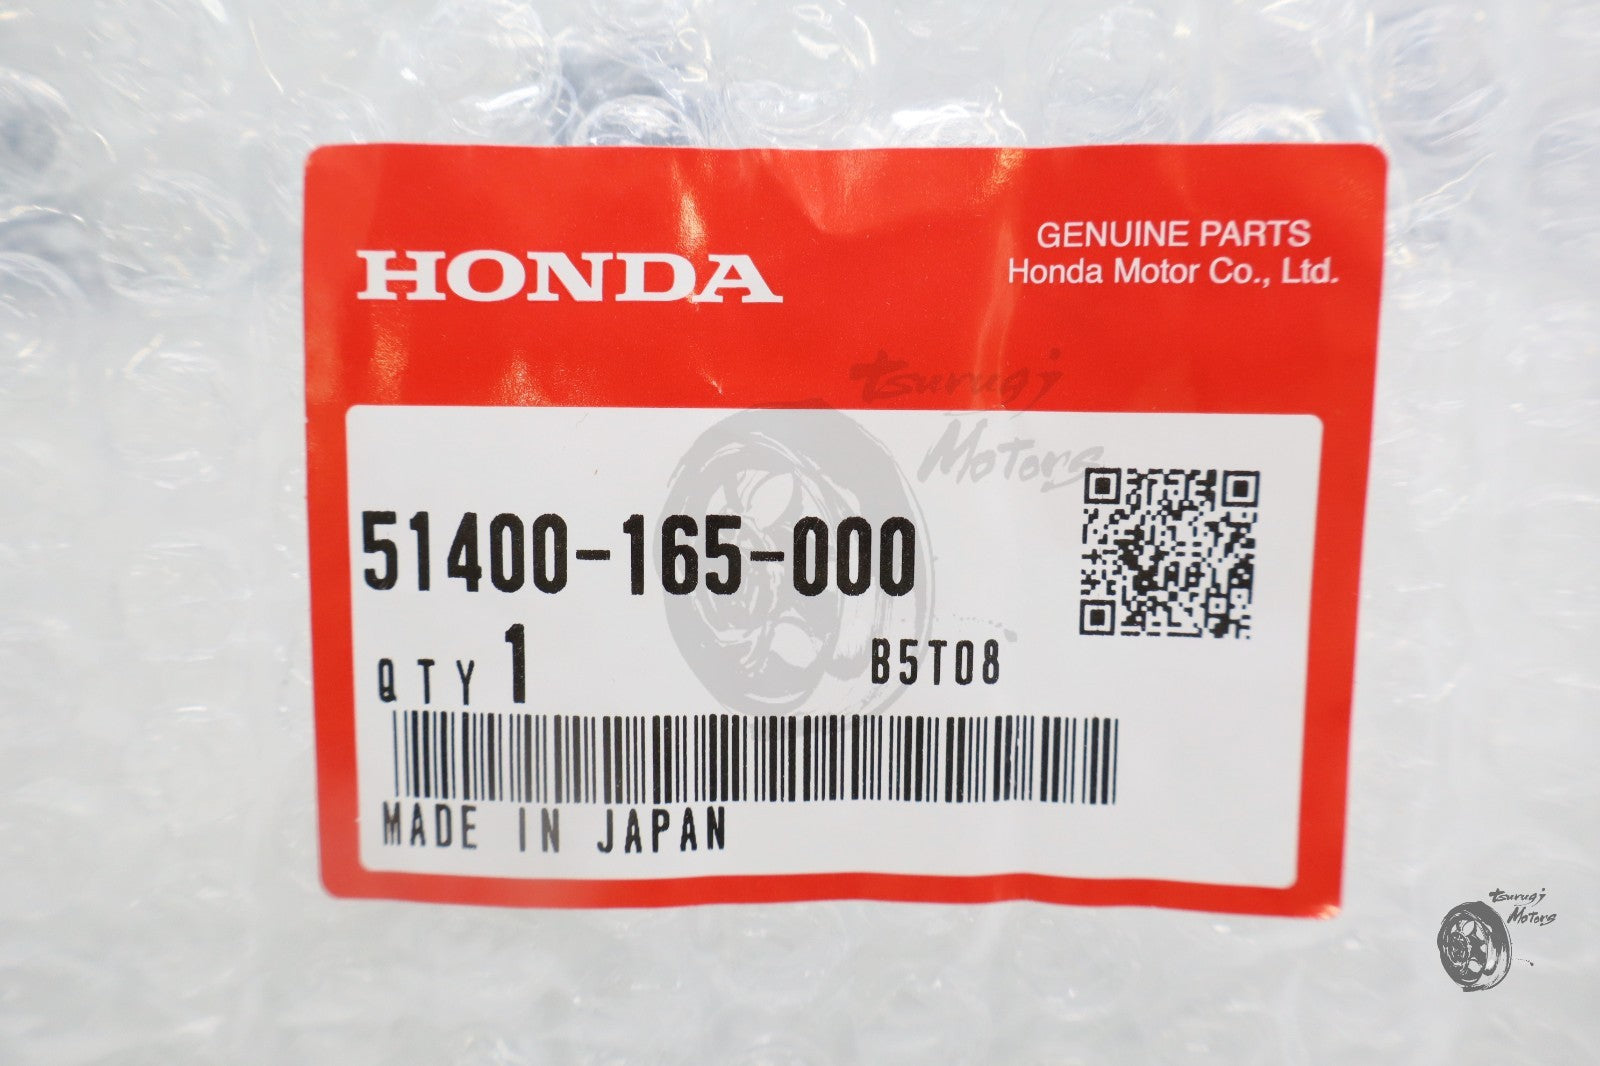 HONDA
GENUINE PARTS
Honda Motor Co., Ltd.
tsurugi
Motors
51400-165-000
QTY 1
B5T08
MADE IN JAPAN
tsurugi
Motors